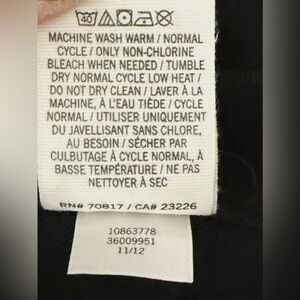 40
MACHINE WASH WARM / NORMAL
CYCLE / ONLY NON-CHLORINE
BLEACH WHEN NEEDED / TUMBLE
DRY NORMAL CYCLE LOW HEAT /
DO NOT DRY CLEAN / LAVER À LA
MACHINE, À L'EAU TIÈDE / CYCLE
NORMAL / UTILISER UNIQUEMENT
DU JAVELLISANT SANS CHLORE,
AU BESOIN / SÉCHER PAR
CULBUTAGE À CYCLE NORMAL, À
BASSE TEMPÉRATURE / NE PAS
NETTOYER À SEC
RN# 70817 / CA# 23226
10863778
36009951
11/12